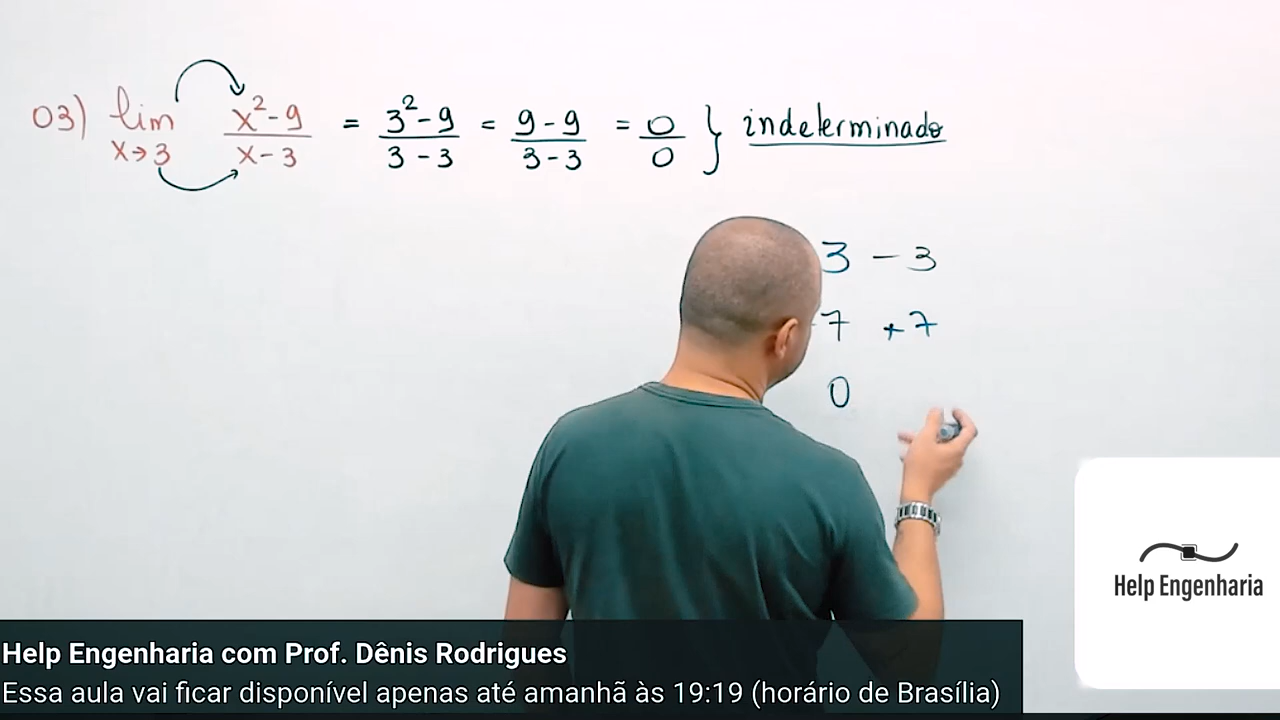 03) lim x→3 x²-9 / x-3 = 3²-9 / 3-3 = 9-9 / 3-3 = 0 / 0 } indeterminado
3 - 3
-7 +7
0
Help Engenharia
Help Engenharia com Prof. Dênis Rodrigues
Essa aula vai ficar disponível apenas até amanhã às 19:19 (horário de Brasília)